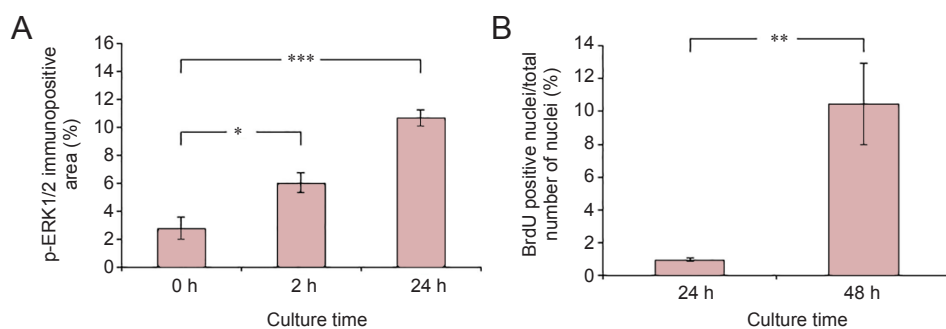 A
p-ERK1/2 immunopositive
area (%)
16
14
12
10
8
6
4
2
0
***
*
0 h
2 h
24 h
Culture time
B
BrdU positive nuclei/total
number of nuclei (%)
14
12
10
8
6
4
2
0
**
24 h
48 h
Culture time